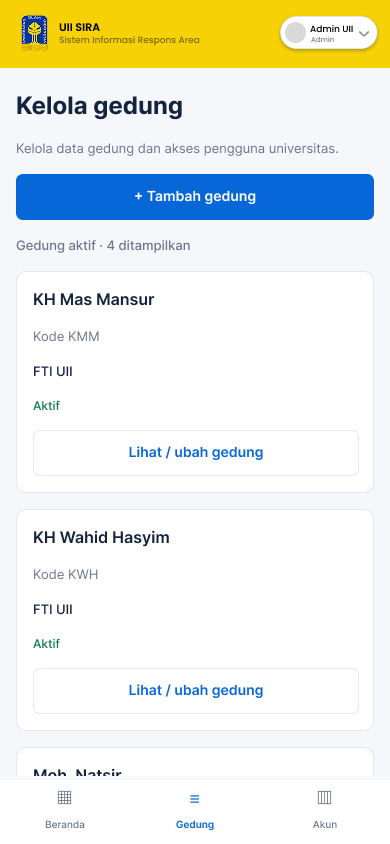 UII SIRA
Sistem Informasi Respons Area
Admin UII
Admin
Kelola gedung
Kelola data gedung dan akses pengguna universitas.
+ Tambah gedung
Gedung aktif · 4 ditampilkan
KH Mas Mansur
Kode KMM
FTI UII
Aktif
Lihat / ubah gedung
KH Wahid Hasyim
Kode KWH
FTI UII
Aktif
Lihat / ubah gedung
Moh. Natsir
Beranda
Gedung
Akun